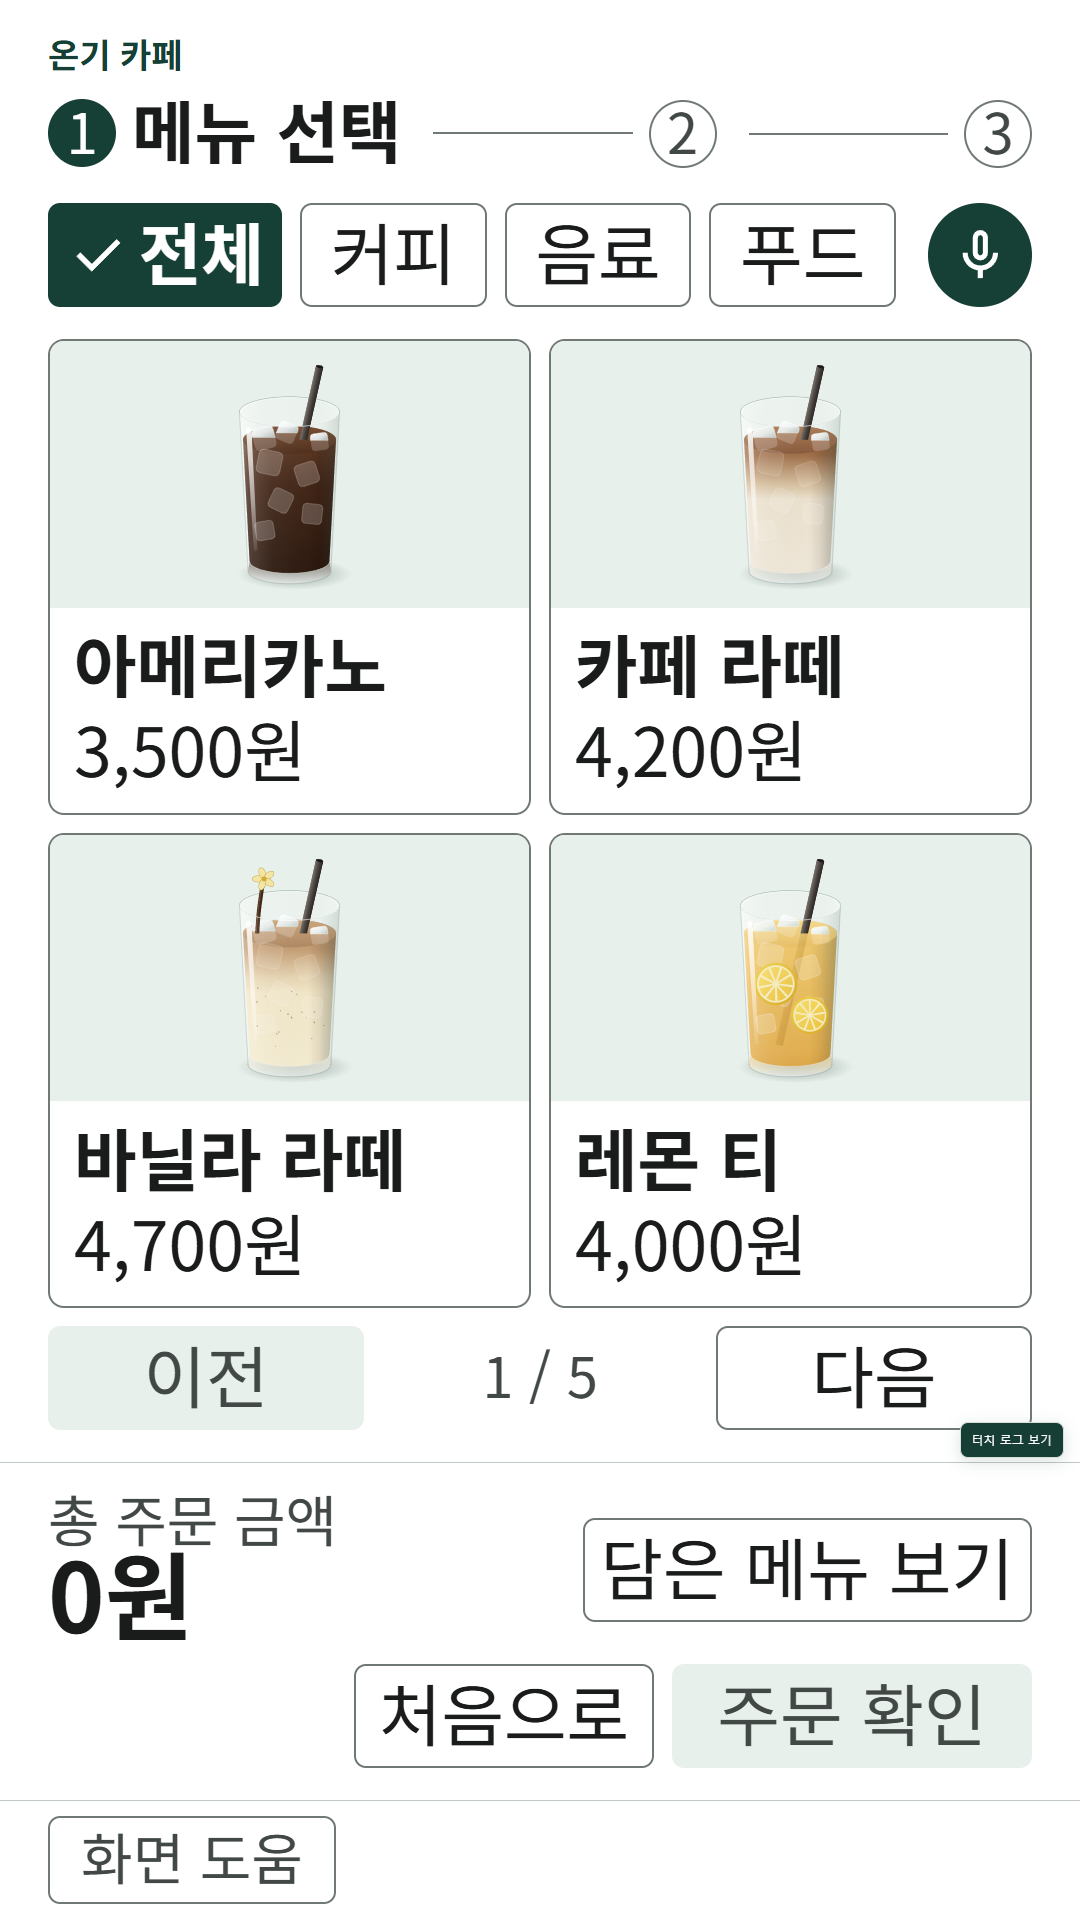 온기 카페
1 메뉴 선택 2 3
전체 커피 음료 푸드
아메리카노
3,500원
카페 라떼
4,200원
바닐라 라떼
4,700원
레몬 티
4,000원
이전 1 / 5 다음
터치 로그 보기
총 주문 금액
0원
담은 메뉴 보기
처음으로 주문 확인
화면 도움